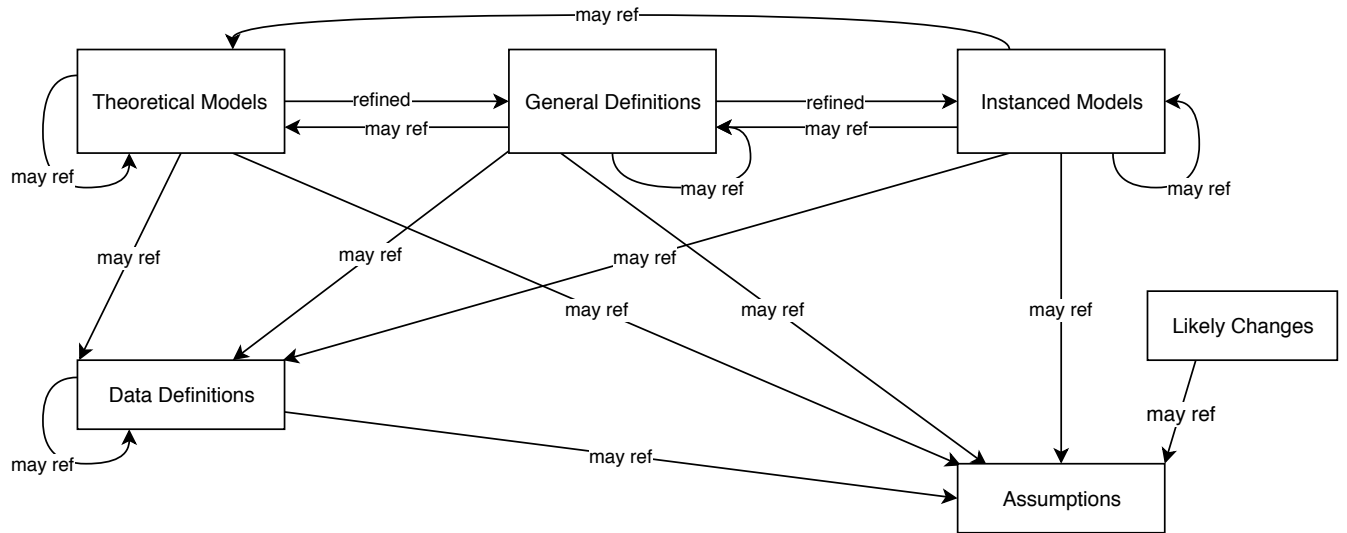 may ref
Theoretical Models
refined
General Definitions
refined
Instanced Models
may ref
may ref
may ref
may ref
may ref
may ref
may ref
may ref
may ref
may ref
may ref
may ref
Likely Changes
Data Definitions
may ref
may ref
may ref
Assumptions